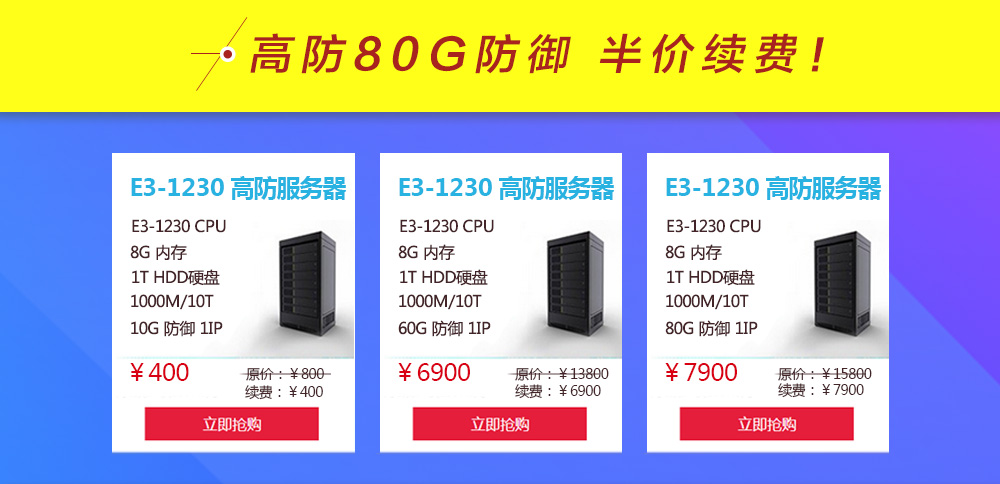 高防80G防御 半价续费!
E3-1230 高防服务器
E3-1230 CPU
8G 内存
1T HDD硬盘
1000M/10T
10G 防御 1IP
¥400
原价：¥800
续费：¥400
立即抢购
E3-1230 高防服务器
E3-1230 CPU
8G 内存
1T HDD硬盘
1000M/10T
60G 防御 1IP
¥6900
原价：¥13800
续费：¥6900
立即抢购
E3-1230 高防服务器
E3-1230 CPU
8G 内存
1T HDD硬盘
1000M/10T
80G 防御 1IP
¥7900
原价：¥15800
续费：¥7900
立即抢购